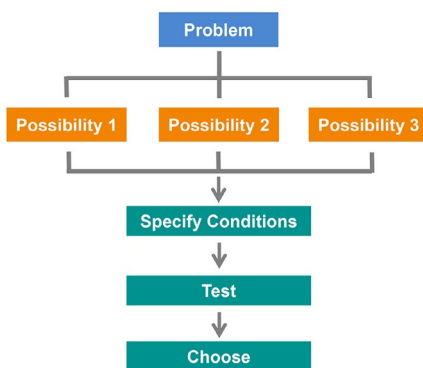 Problem
Possibility 1
Possibility 2
Possibility 3
Specify Conditions
Test
Choose